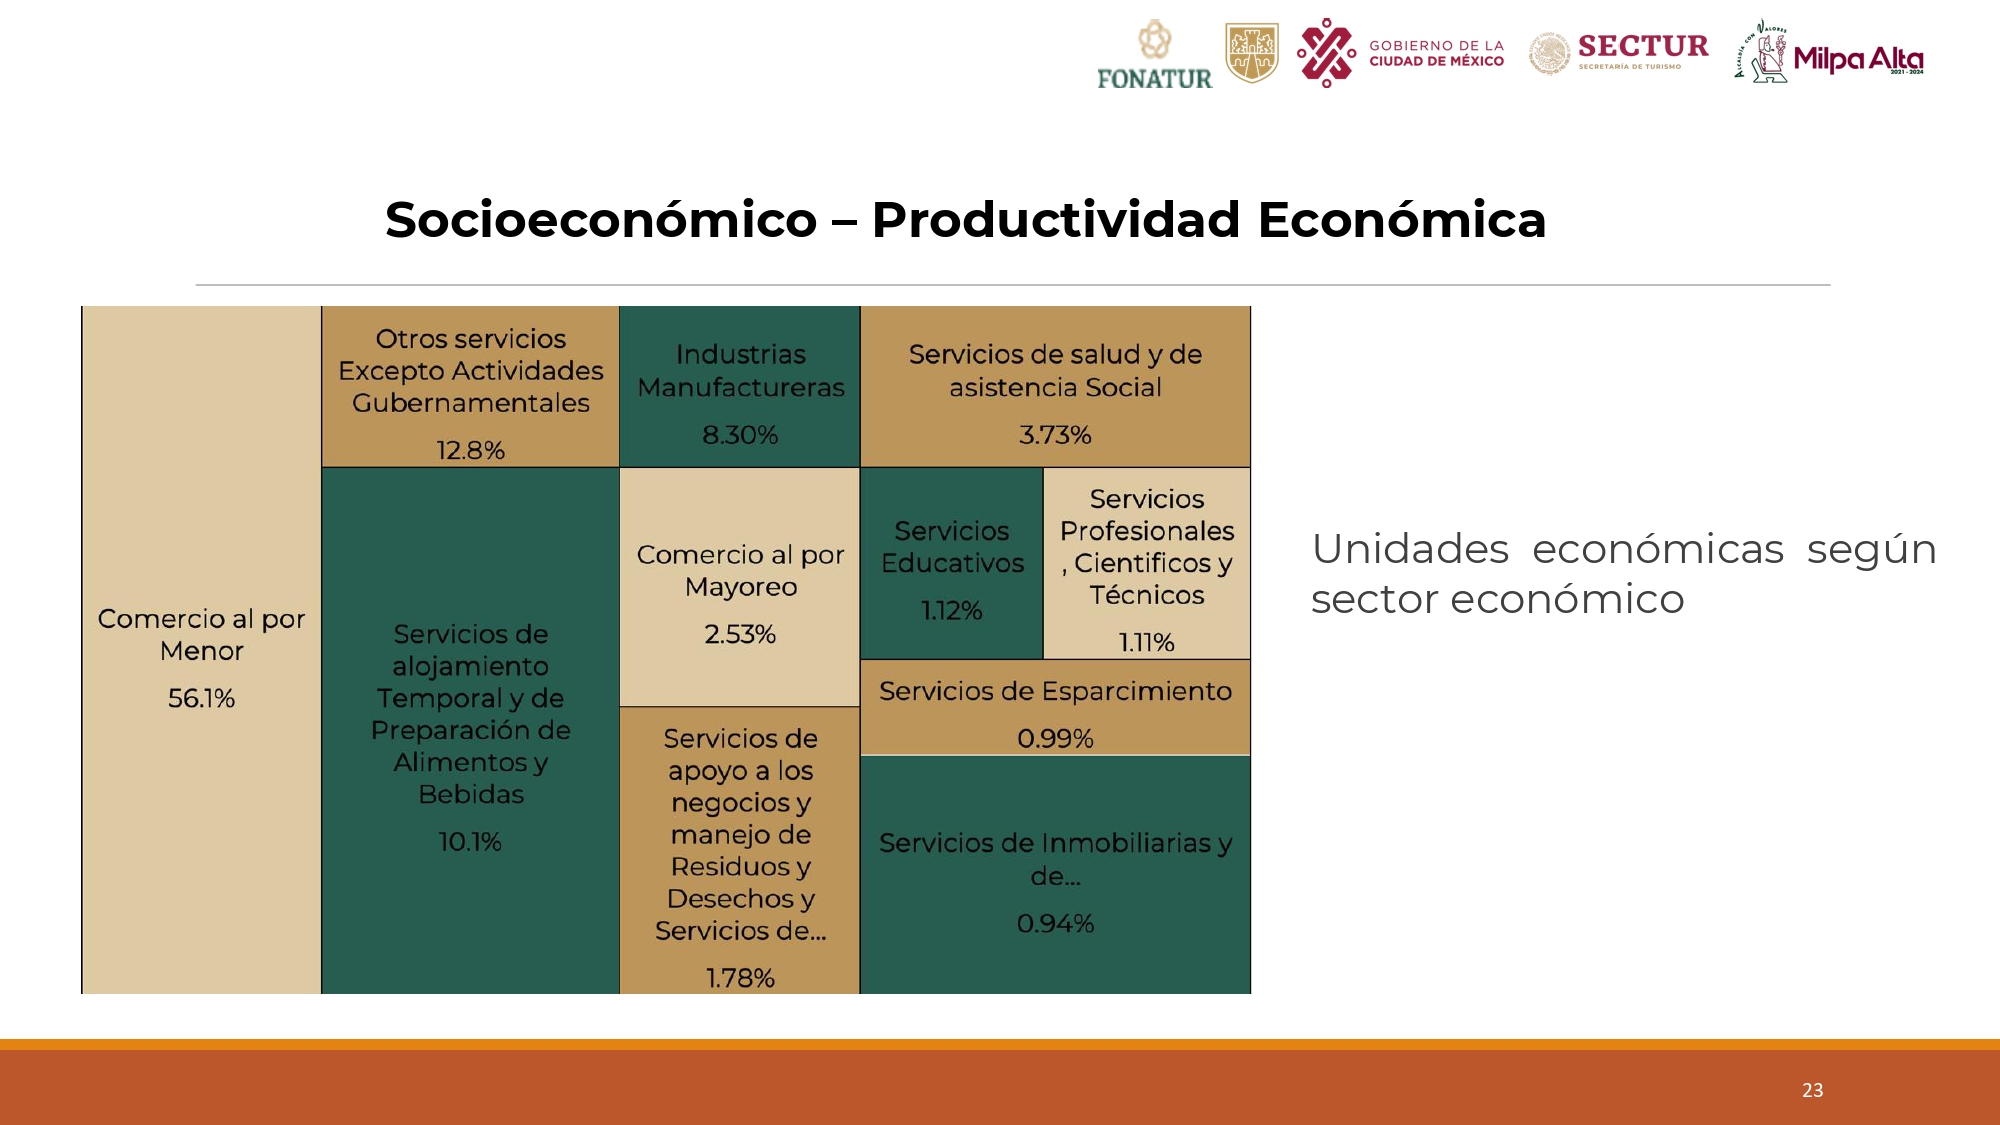 FONATUR
GOBIERNO DE LA
CIUDAD DE MÉXICO
SECTUR
SECRETARÍA DE TURISMO
ALCALDÍA CON VALORES
Milpa Alta
2021 - 2024
Socioeconómico – Productividad Económica
Comercio al por
Menor
56.1%
Otros servicios
Excepto Actividades
Gubernamentales
12.8%
Industrias
Manufactureras
8.30%
Servicios de salud y de
asistencia Social
3.73%
Servicios de
alojamiento
Temporal y de
Preparación de
Alimentos y
Bebidas
10.1%
Comercio al por
Mayoreo
2.53%
Servicios
Educativos
1.12%
Servicios
Profesionales
, Cientificos y
Técnicos
1.11%
Servicios de Esparcimiento
0.99%
Servicios de
apoyo a los
negocios y
manejo de
Residuos y
Desechos y
Servicios de...
1.78%
Servicios de Inmobiliarias y
de...
0.94%
Unidades económicas según
sector económico
23